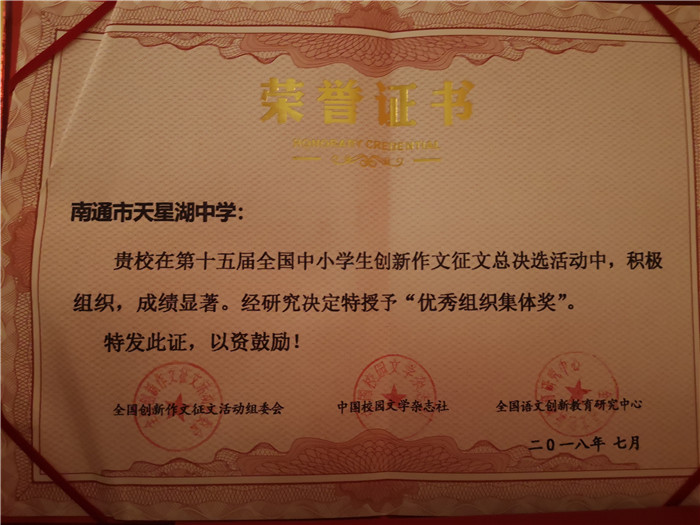 荣誉证书
HONORARY CREDENTIAL
南通市天星湖中学：
贵校在第十五届全国中小学生创新作文征文总决选活动中，积极
组织，成绩显著。经研究决定特授予“优秀组织集体奖”。
特发此证，以资鼓励！
全国创新作文征文活动组委会
中国校园文学杂志社
全国语文创新教育研究中心
二〇一八年 七月